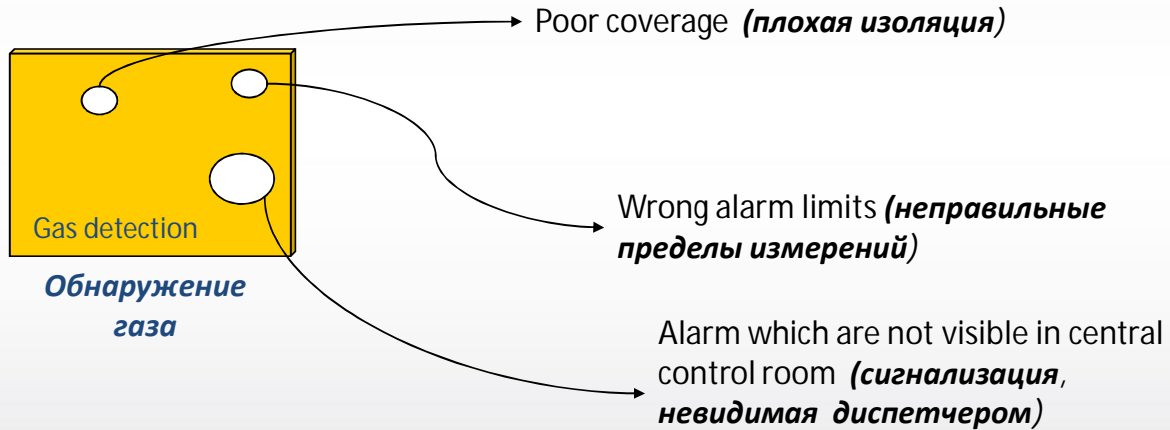 Poor coverage (плохая изоляция)
Gas detection
Обнаружение
газа
Wrong alarm limits (неправильные
пределы измерений)
Alarm which are not visible in central
control room (сигнализация,
невидимая диспетчером)